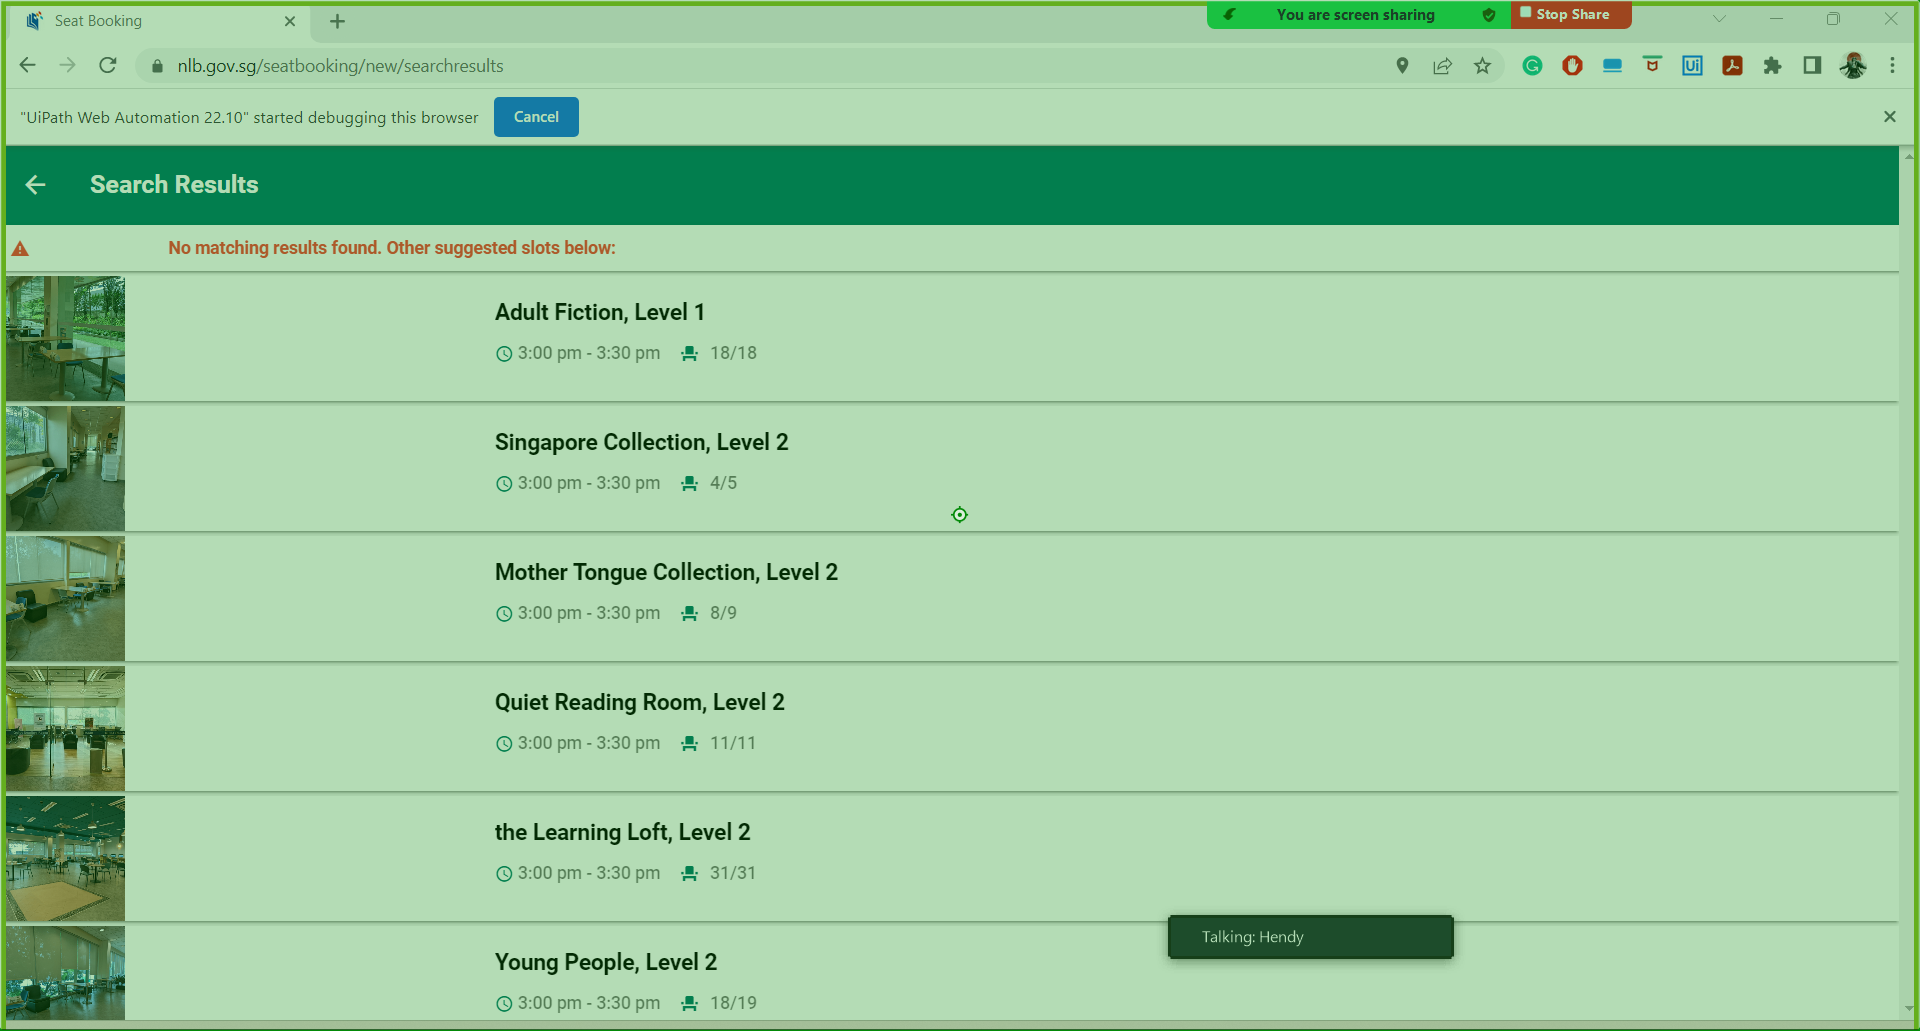 Seat Booking
You are screen sharing
Stop Share
nlb.gov.sg/seatbooking/new/searchresults
"UiPath Web Automation 22.10" started debugging this browser
Cancel
Search Results
No matching results found. Other suggested slots below:
Adult Fiction, Level 1
3:00 pm - 3:30 pm 18/18
Singapore Collection, Level 2
3:00 pm - 3:30 pm 4/5
Mother Tongue Collection, Level 2
3:00 pm - 3:30 pm 8/9
Quiet Reading Room, Level 2
3:00 pm - 3:30 pm 11/11
the Learning Loft, Level 2
3:00 pm - 3:30 pm 31/31
Talking: Hendy
Young People, Level 2
3:00 pm - 3:30 pm 18/19